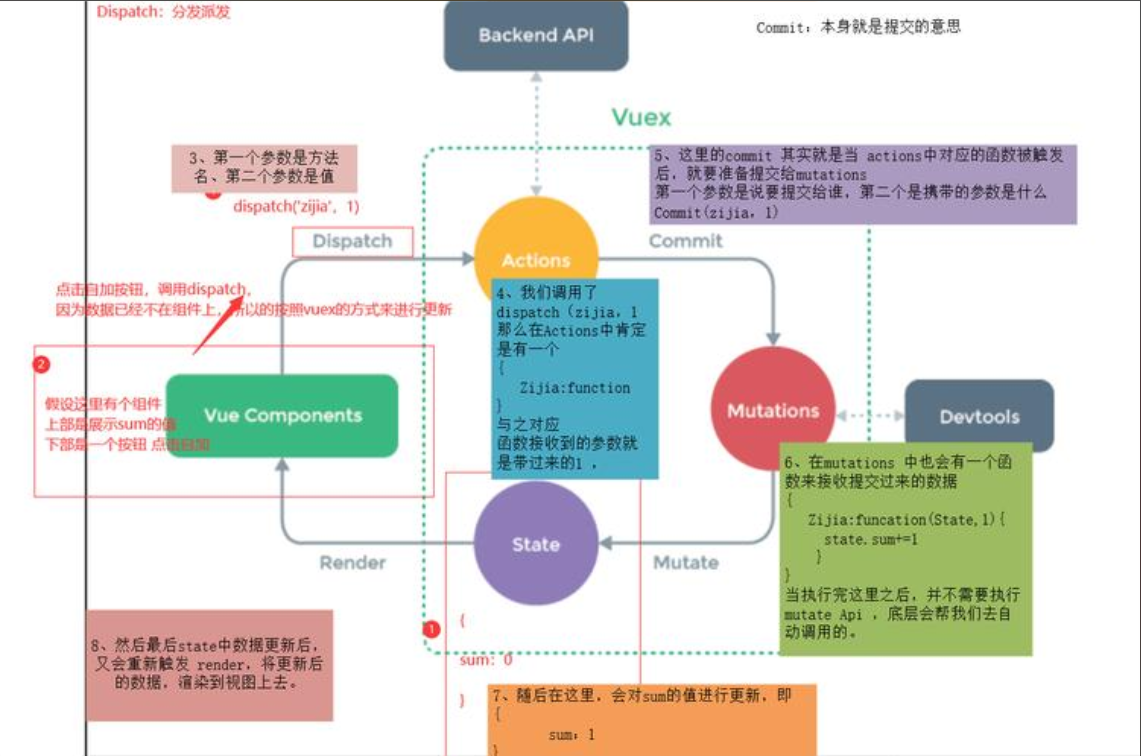 Dispatch：分发派发
Backend API
Commit：本身就是提交的意思
Vuex
3、第一个参数是方法
名、第二个参数是值
dispatch('zijia'，1)
5、这里的commit 其实就是当 actions中对应的函数被触发
后，就要准备提交给mutations
第一个参数是说要提交给谁，第二个是携带的参数是什么
Commit(zijia，1)
Dispatch
Actions
Commit
点击自加按钮，调用dispatch，
因为数据已经不在组件上，所以的按照vuex的方式来进行更新
4、我们调用了
dispatch（zijia，1
那么在Actions中肯定
是有一个
{
Zijia:function
}
与之对应
函数接收到的参数就
是带过来的1 ，
2
假设这里有个组件
上部是展示sum的值
下部是一个按钮 点击自加
Vue Components
Mutations
Devtools
6、在mutations 中也会有一个函
数来接收提交过来的数据
{
Zijia:funcation(State,1){
state.sum+=1
}
}
当执行完这里之后，并不需要执行
mutate Api ，底层会帮我们去自
动调用的。
State
Render
Mutate
8、然后最后state中数据更新后，
又会重新触发 render，将更新后
的数据，渲染到视图上去。
1
{
sum：0
}
7、随后在这里，会对sum的值进行更新，即
{
sum：1
}